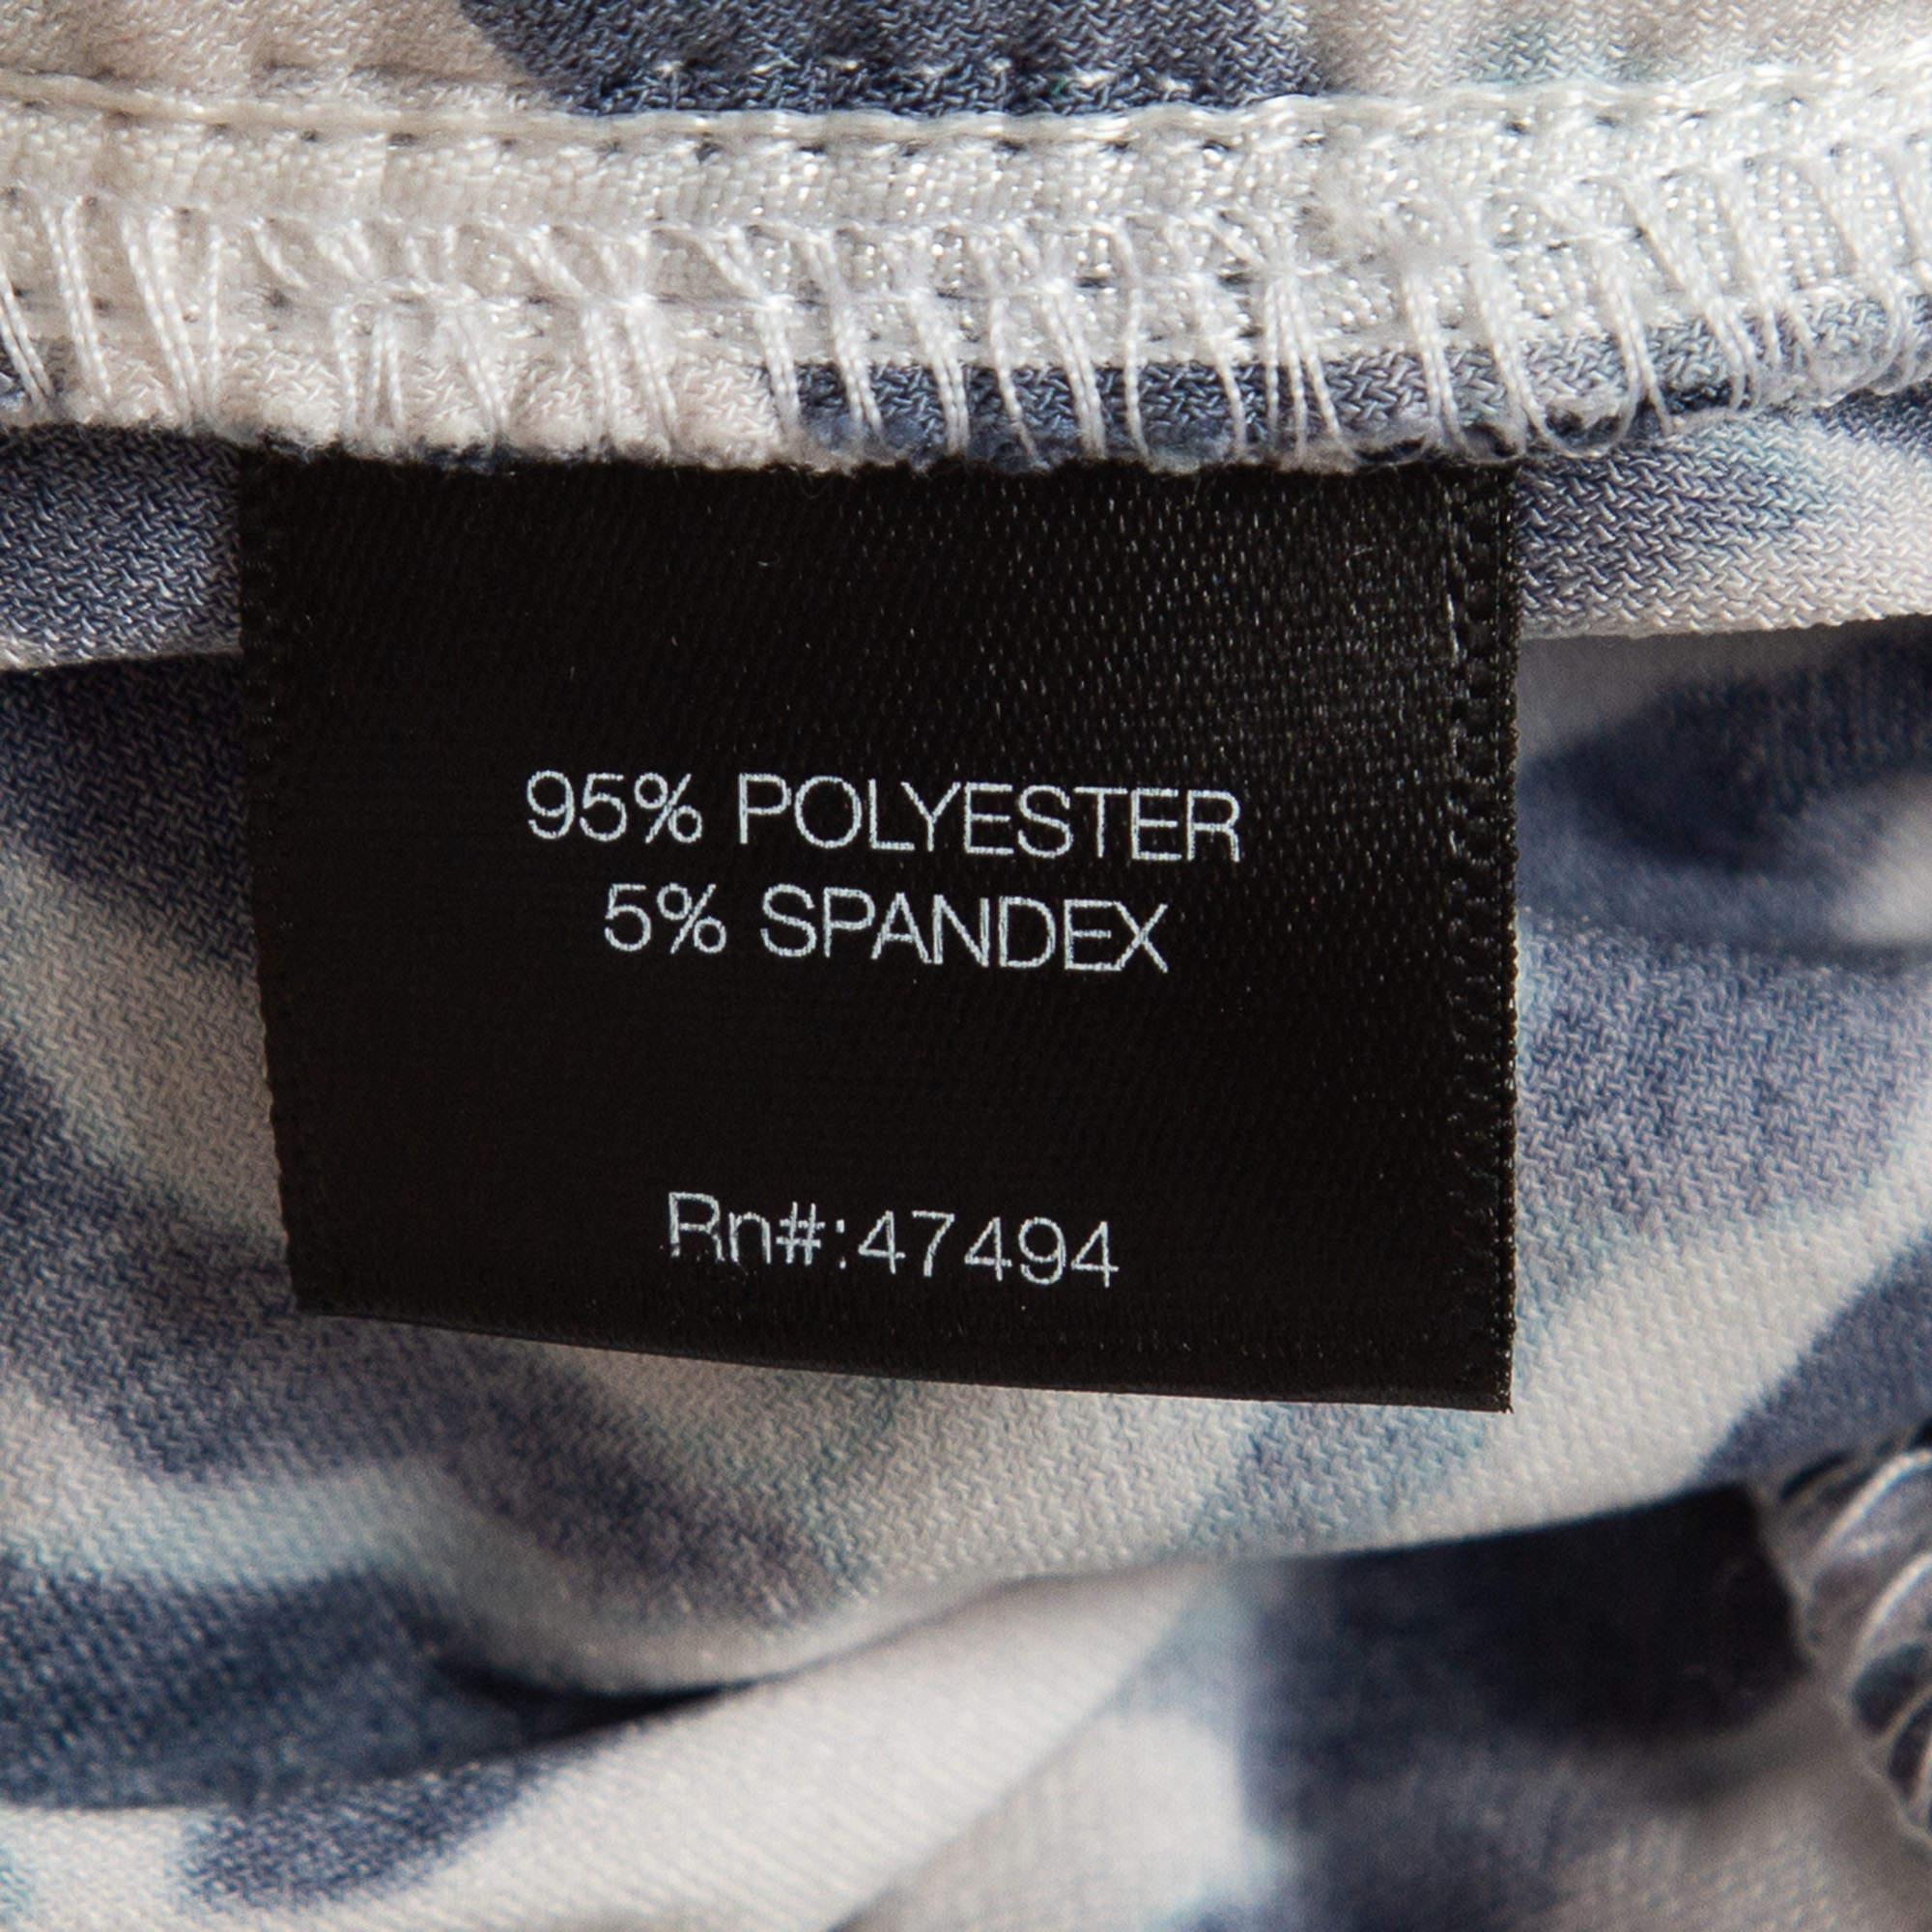 95% POLYESTER
5% SPANDEX
Rn#:47494